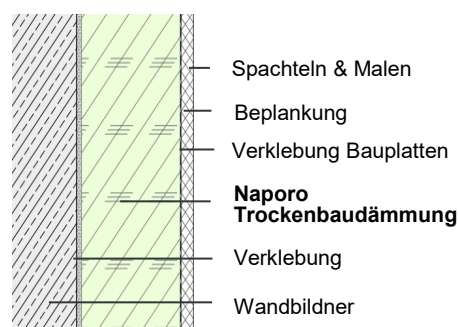 Spachteln & Malen
Beplankung
Verklebung Bauplatten
Naporo
Trockenbaudämmung
Verklebung
Wandbildner